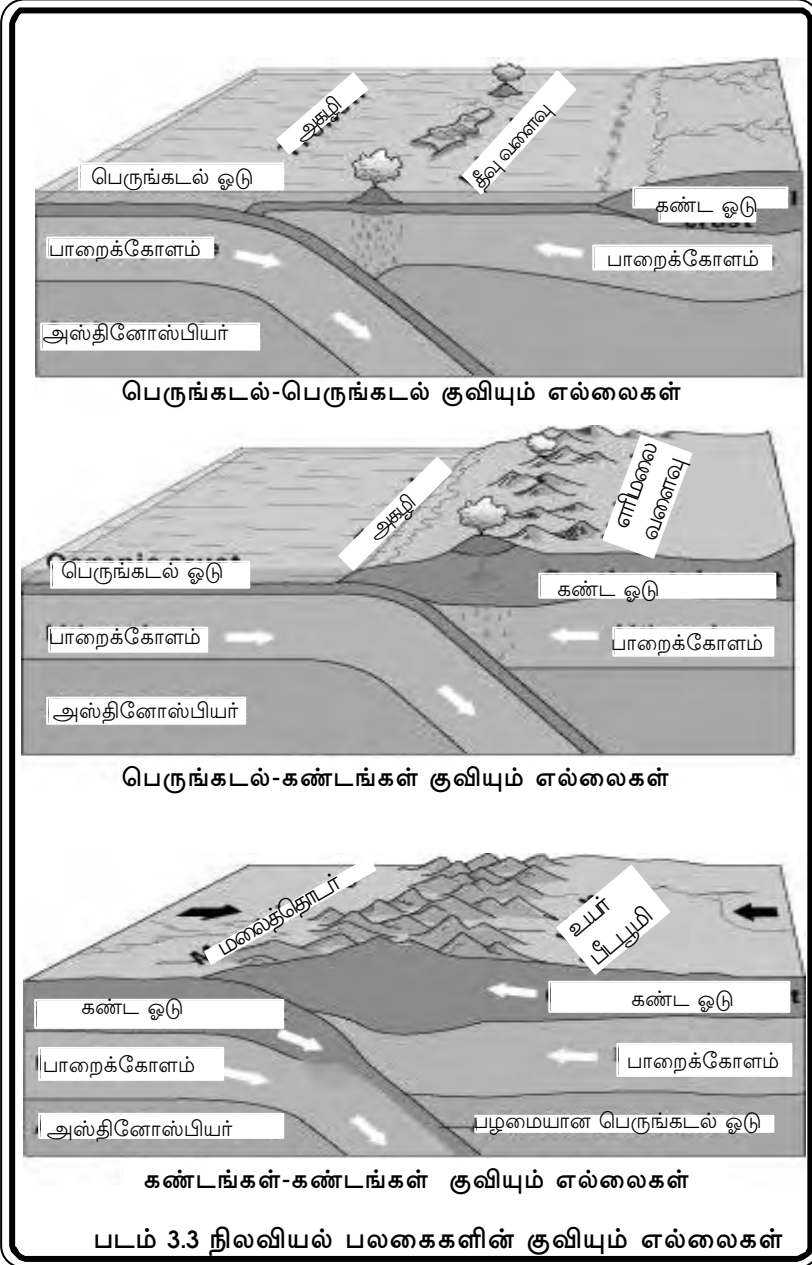 அகழி
தீவு வளைவு
பெருங்கடல் ஓடு
கண்ட ஓடு
பாறைக்கோளம்
பாறைக்கோளம்
அஸ்தினோஸ்பியர்
பெருங்கடல்-பெருங்கடல் குவியும் எல்லைகள்
அகழி
எரிமலை
வளைவு
பெருங்கடல் ஓடு
கண்ட ஓடு
பாறைக்கோளம்
பாறைக்கோளம்
அஸ்தினோஸ்பியர்
பெருங்கடல்-கண்டங்கள் குவியும் எல்லைகள்
மலைத்தொடர்
உயர்
பீடபூமி
கண்ட ஓடு
கண்ட ஓடு
பாறைக்கோளம்
பாறைக்கோளம்
அஸ்தினோஸ்பியர்
பழமையான பெருங்கடல் ஓடு
கண்டங்கள்-கண்டங்கள் குவியும் எல்லைகள்
படம் 3.3 நிலவியல் பலகைகளின் குவியும் எல்லைகள்